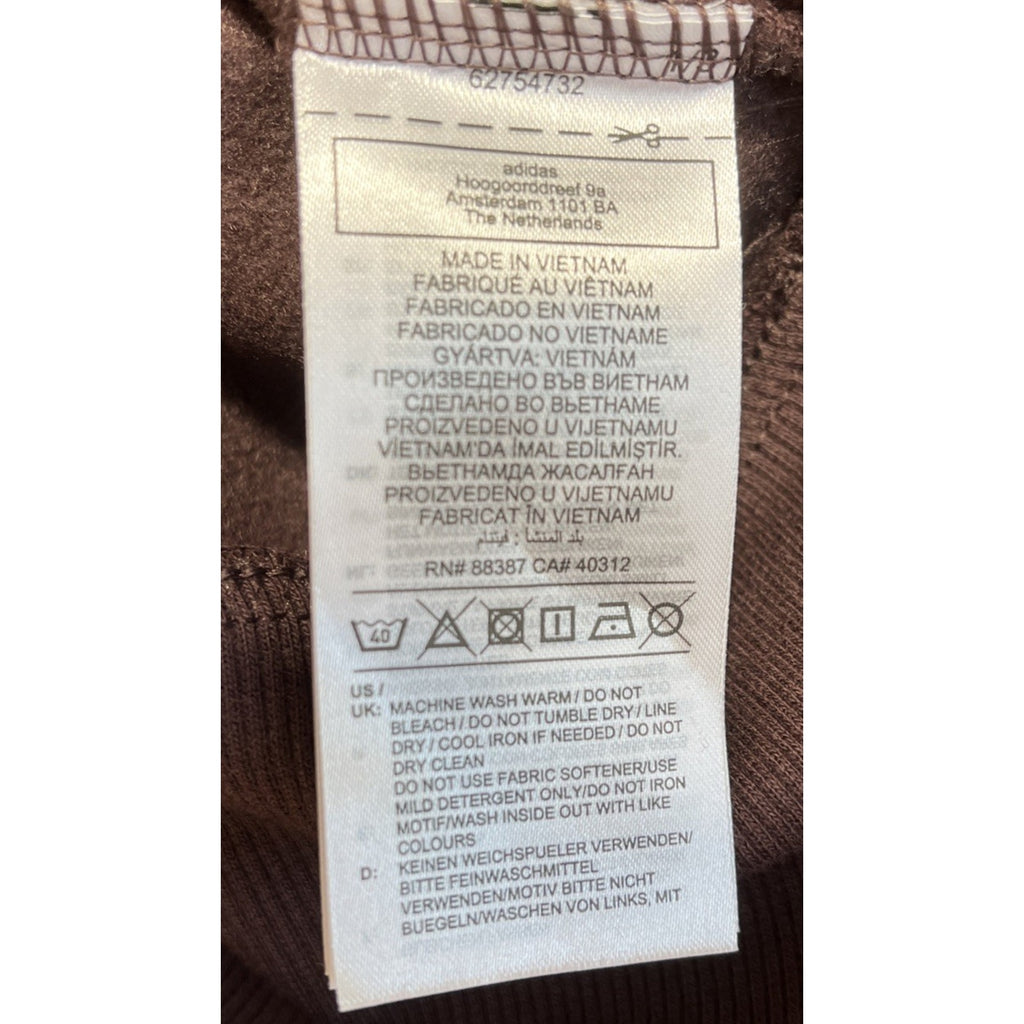 62754732
adidas
Hoogoorddreef 9a
Amsterdam 1101 BA
The Netherlands
MADE IN VIETNAM
FABRIQUÉ AU VIÊTNAM
FABRICADO EN VIETNAM
FABRICADO NO VIETNAME
GYÁRTVA: VIETNÁM
ПРОИЗВЕДЕНО ВЪВ ВИЕТНАМ
СДЕЛАНО ВО ВЬЕТНАМЕ
PROIZVEDENO U VIJETNAMU
VİETNAM'DA İMAL EDİLMİŞTİR.
ВЬЕТНАМДА ЖАСАЛҒАН
PROIZVEDENO U VIJETNAMU
FABRICAT ÎN VIETNAM
بلد المنشأ : فيتنام
RN# 88387 CA# 40312
40
US /
UK: MACHINE WASH WARM / DO NOT
BLEACH / DO NOT TUMBLE DRY / LINE
DRY / COOL IRON IF NEEDED / DO NOT
DRY CLEAN
DO NOT USE FABRIC SOFTENER/USE
MILD DETERGENT ONLY/DO NOT IRON
MOTIF/WASH INSIDE OUT WITH LIKE
COLOURS
D: KEINEN WEICHSPUELER VERWENDEN/
BITTE FEINWASCHMITTEL
VERWENDEN/MOTIV BITTE NICHT
BUEGELN/WASCHEN VON LINKS, MIT